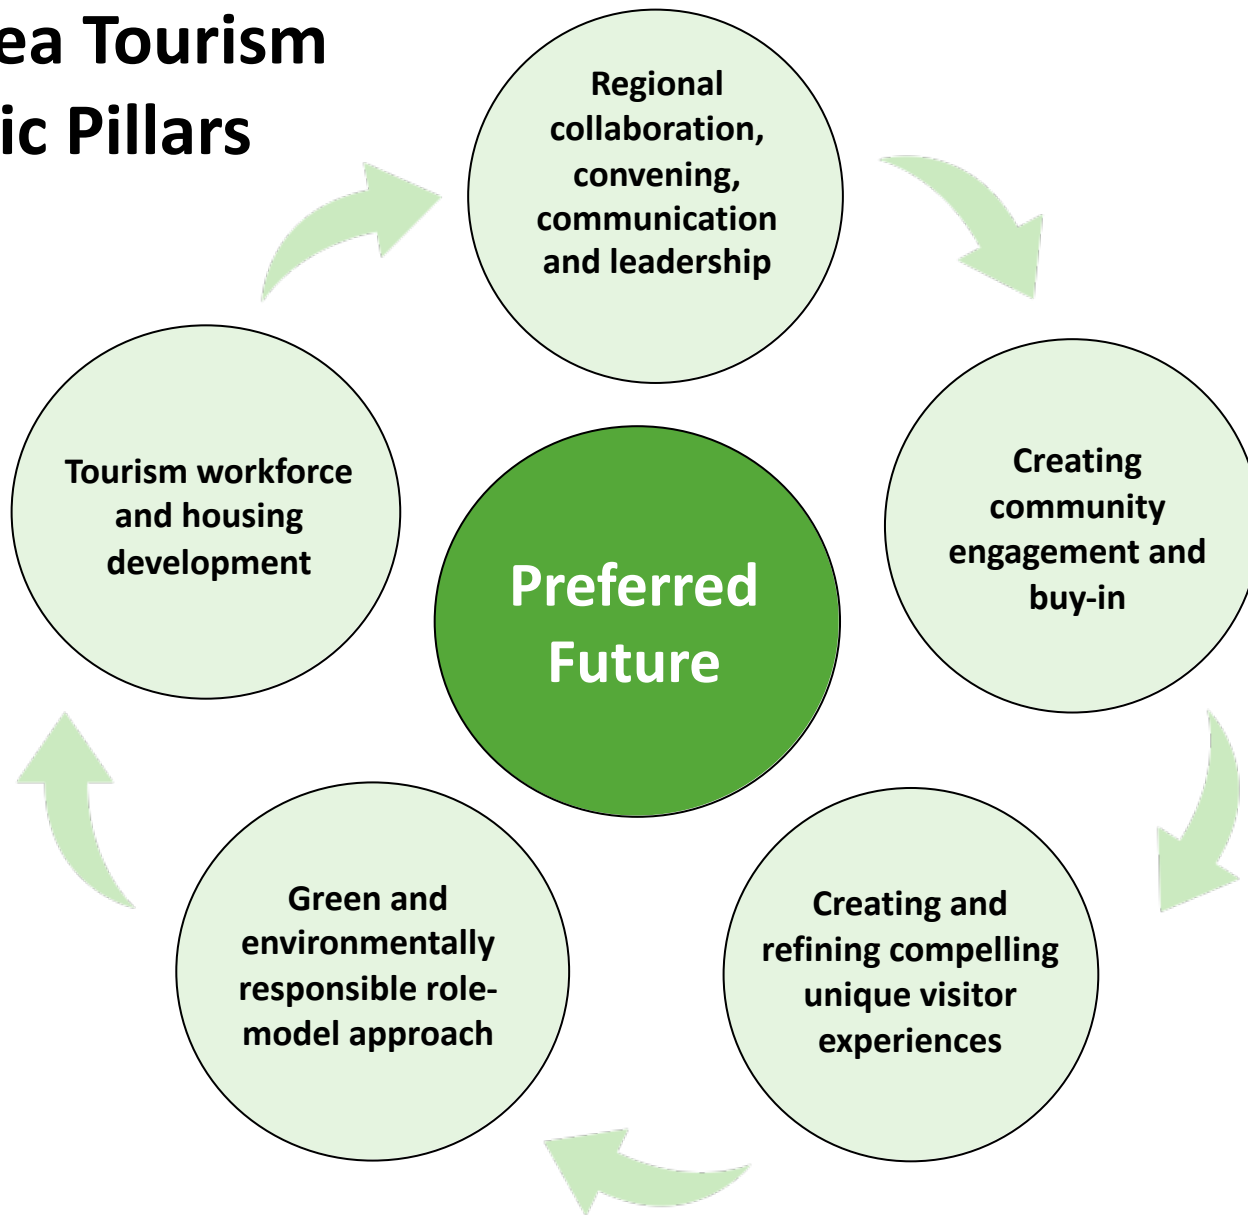 ea Tourism
ic Pillars
Regional
collaboration,
convening,
communication
and leadership
Tourism workforce
and housing
development
Creating
community
engagement and
buy-in
Preferred
Future
Green and
environmentally
responsible role-
model approach
Creating and
refining compelling
unique visitor
experiences